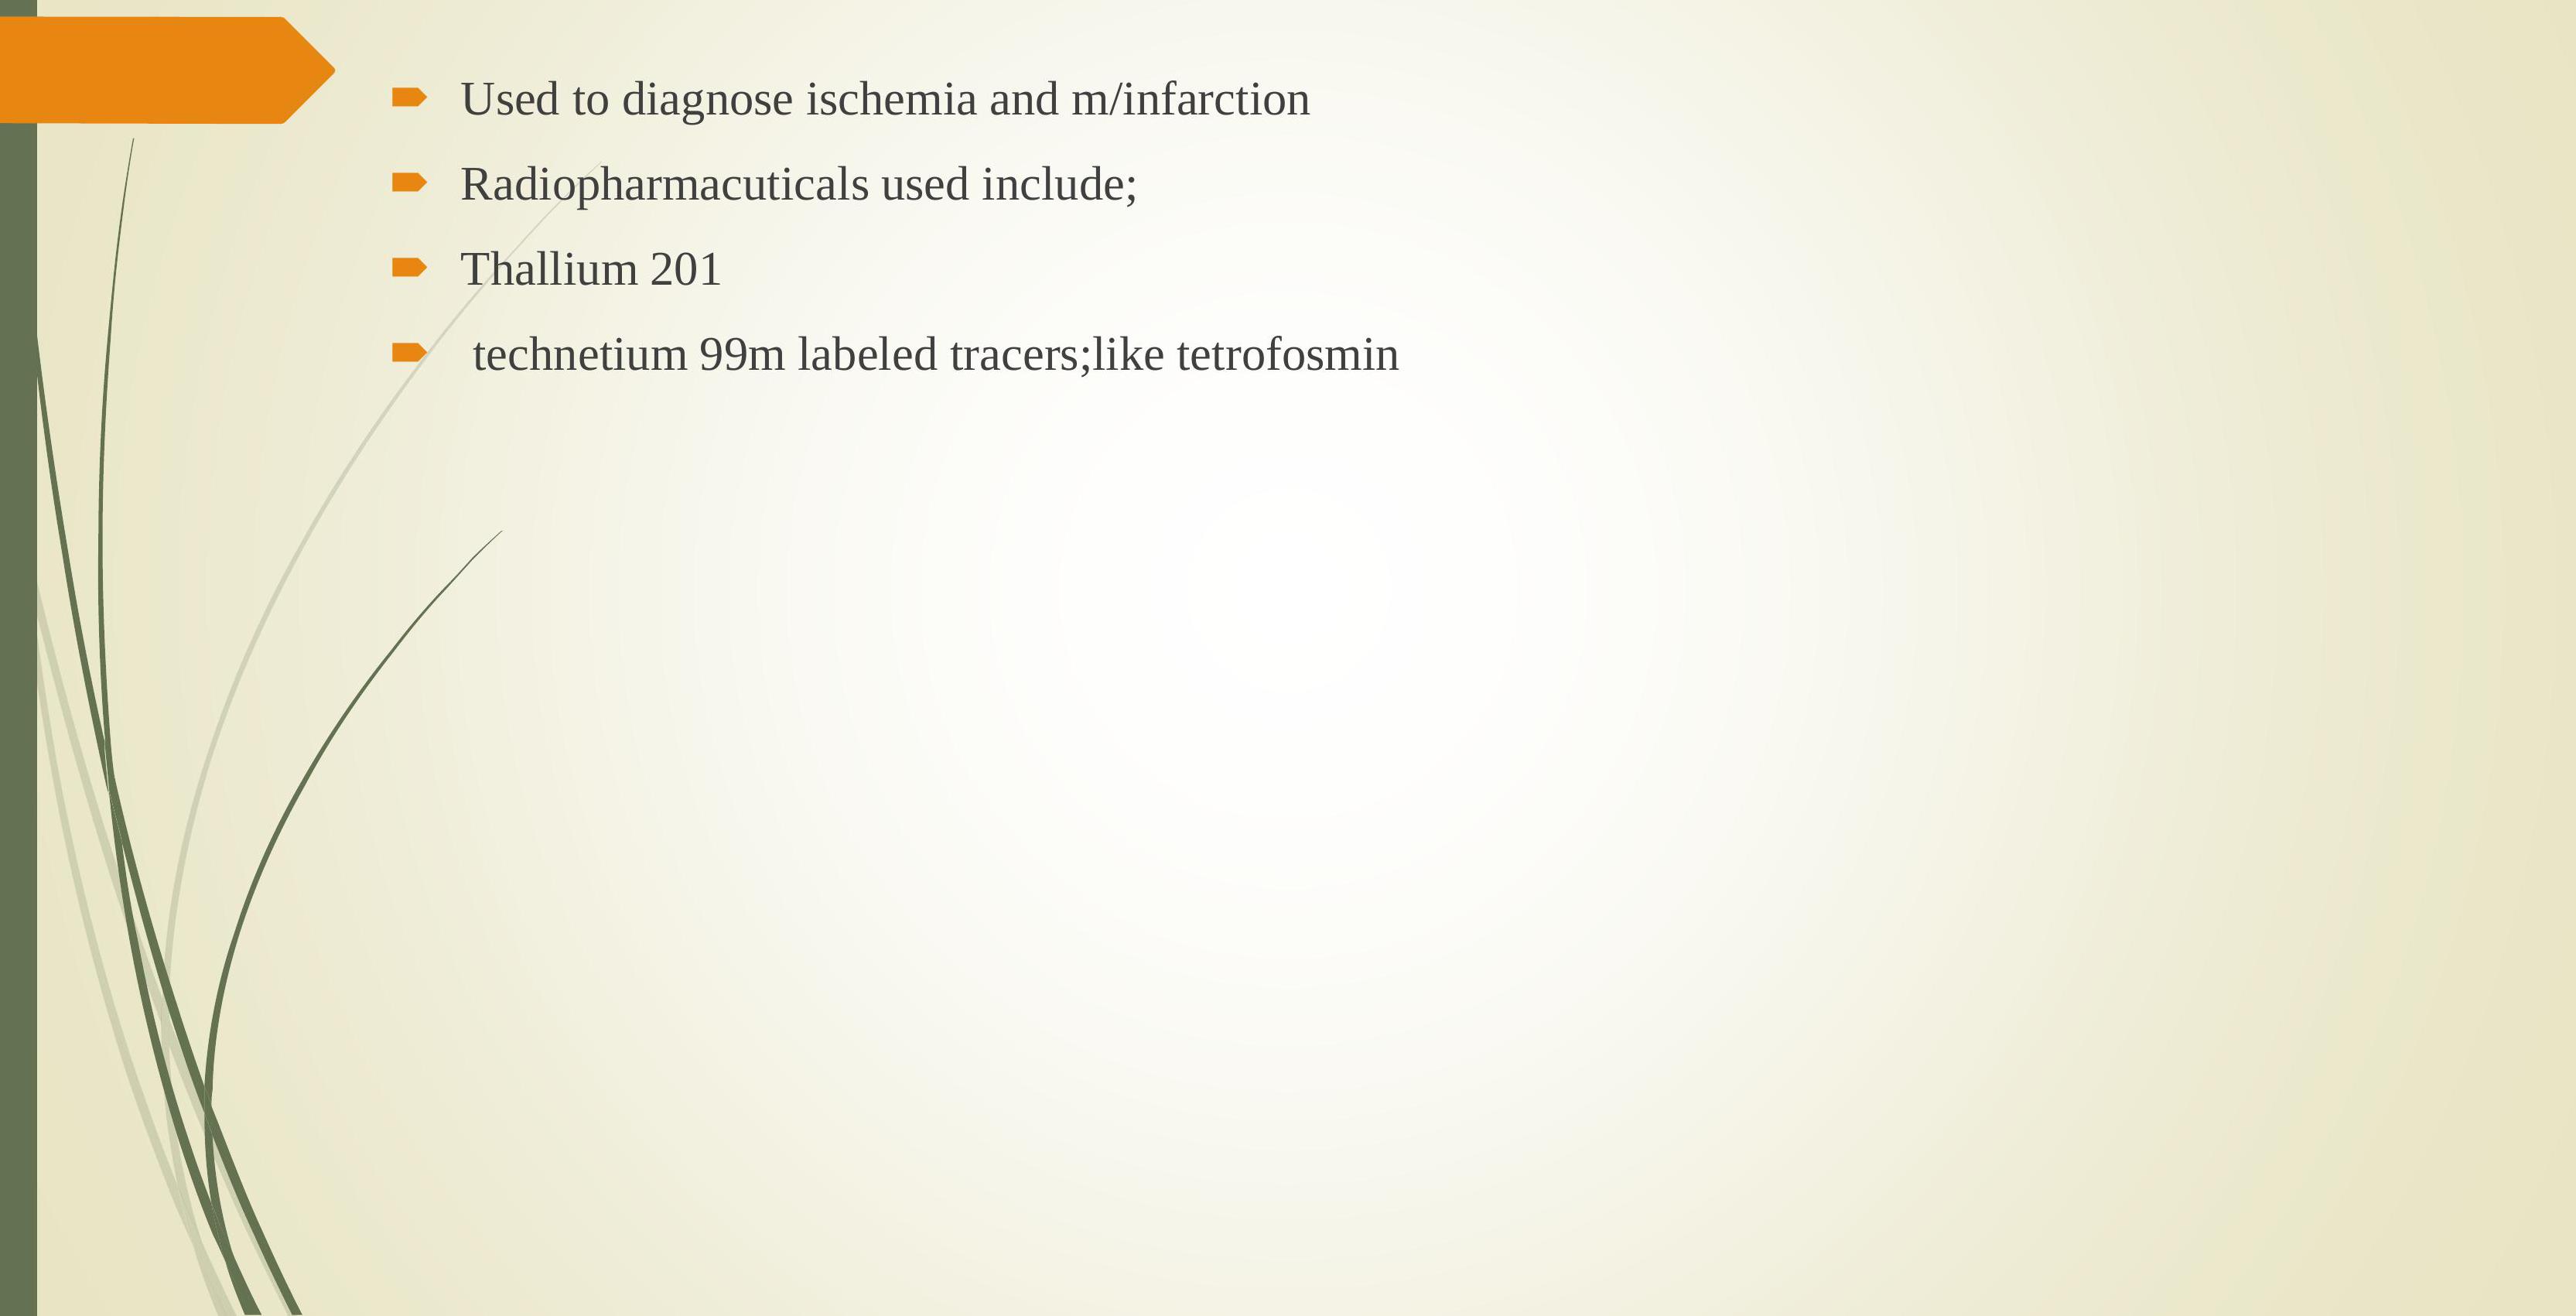 Used to diagnose ischemia and m/infarction
Radiopharmacuticals used include;
Thallium 201
technetium 99m labeled tracers;like tetrofosmin